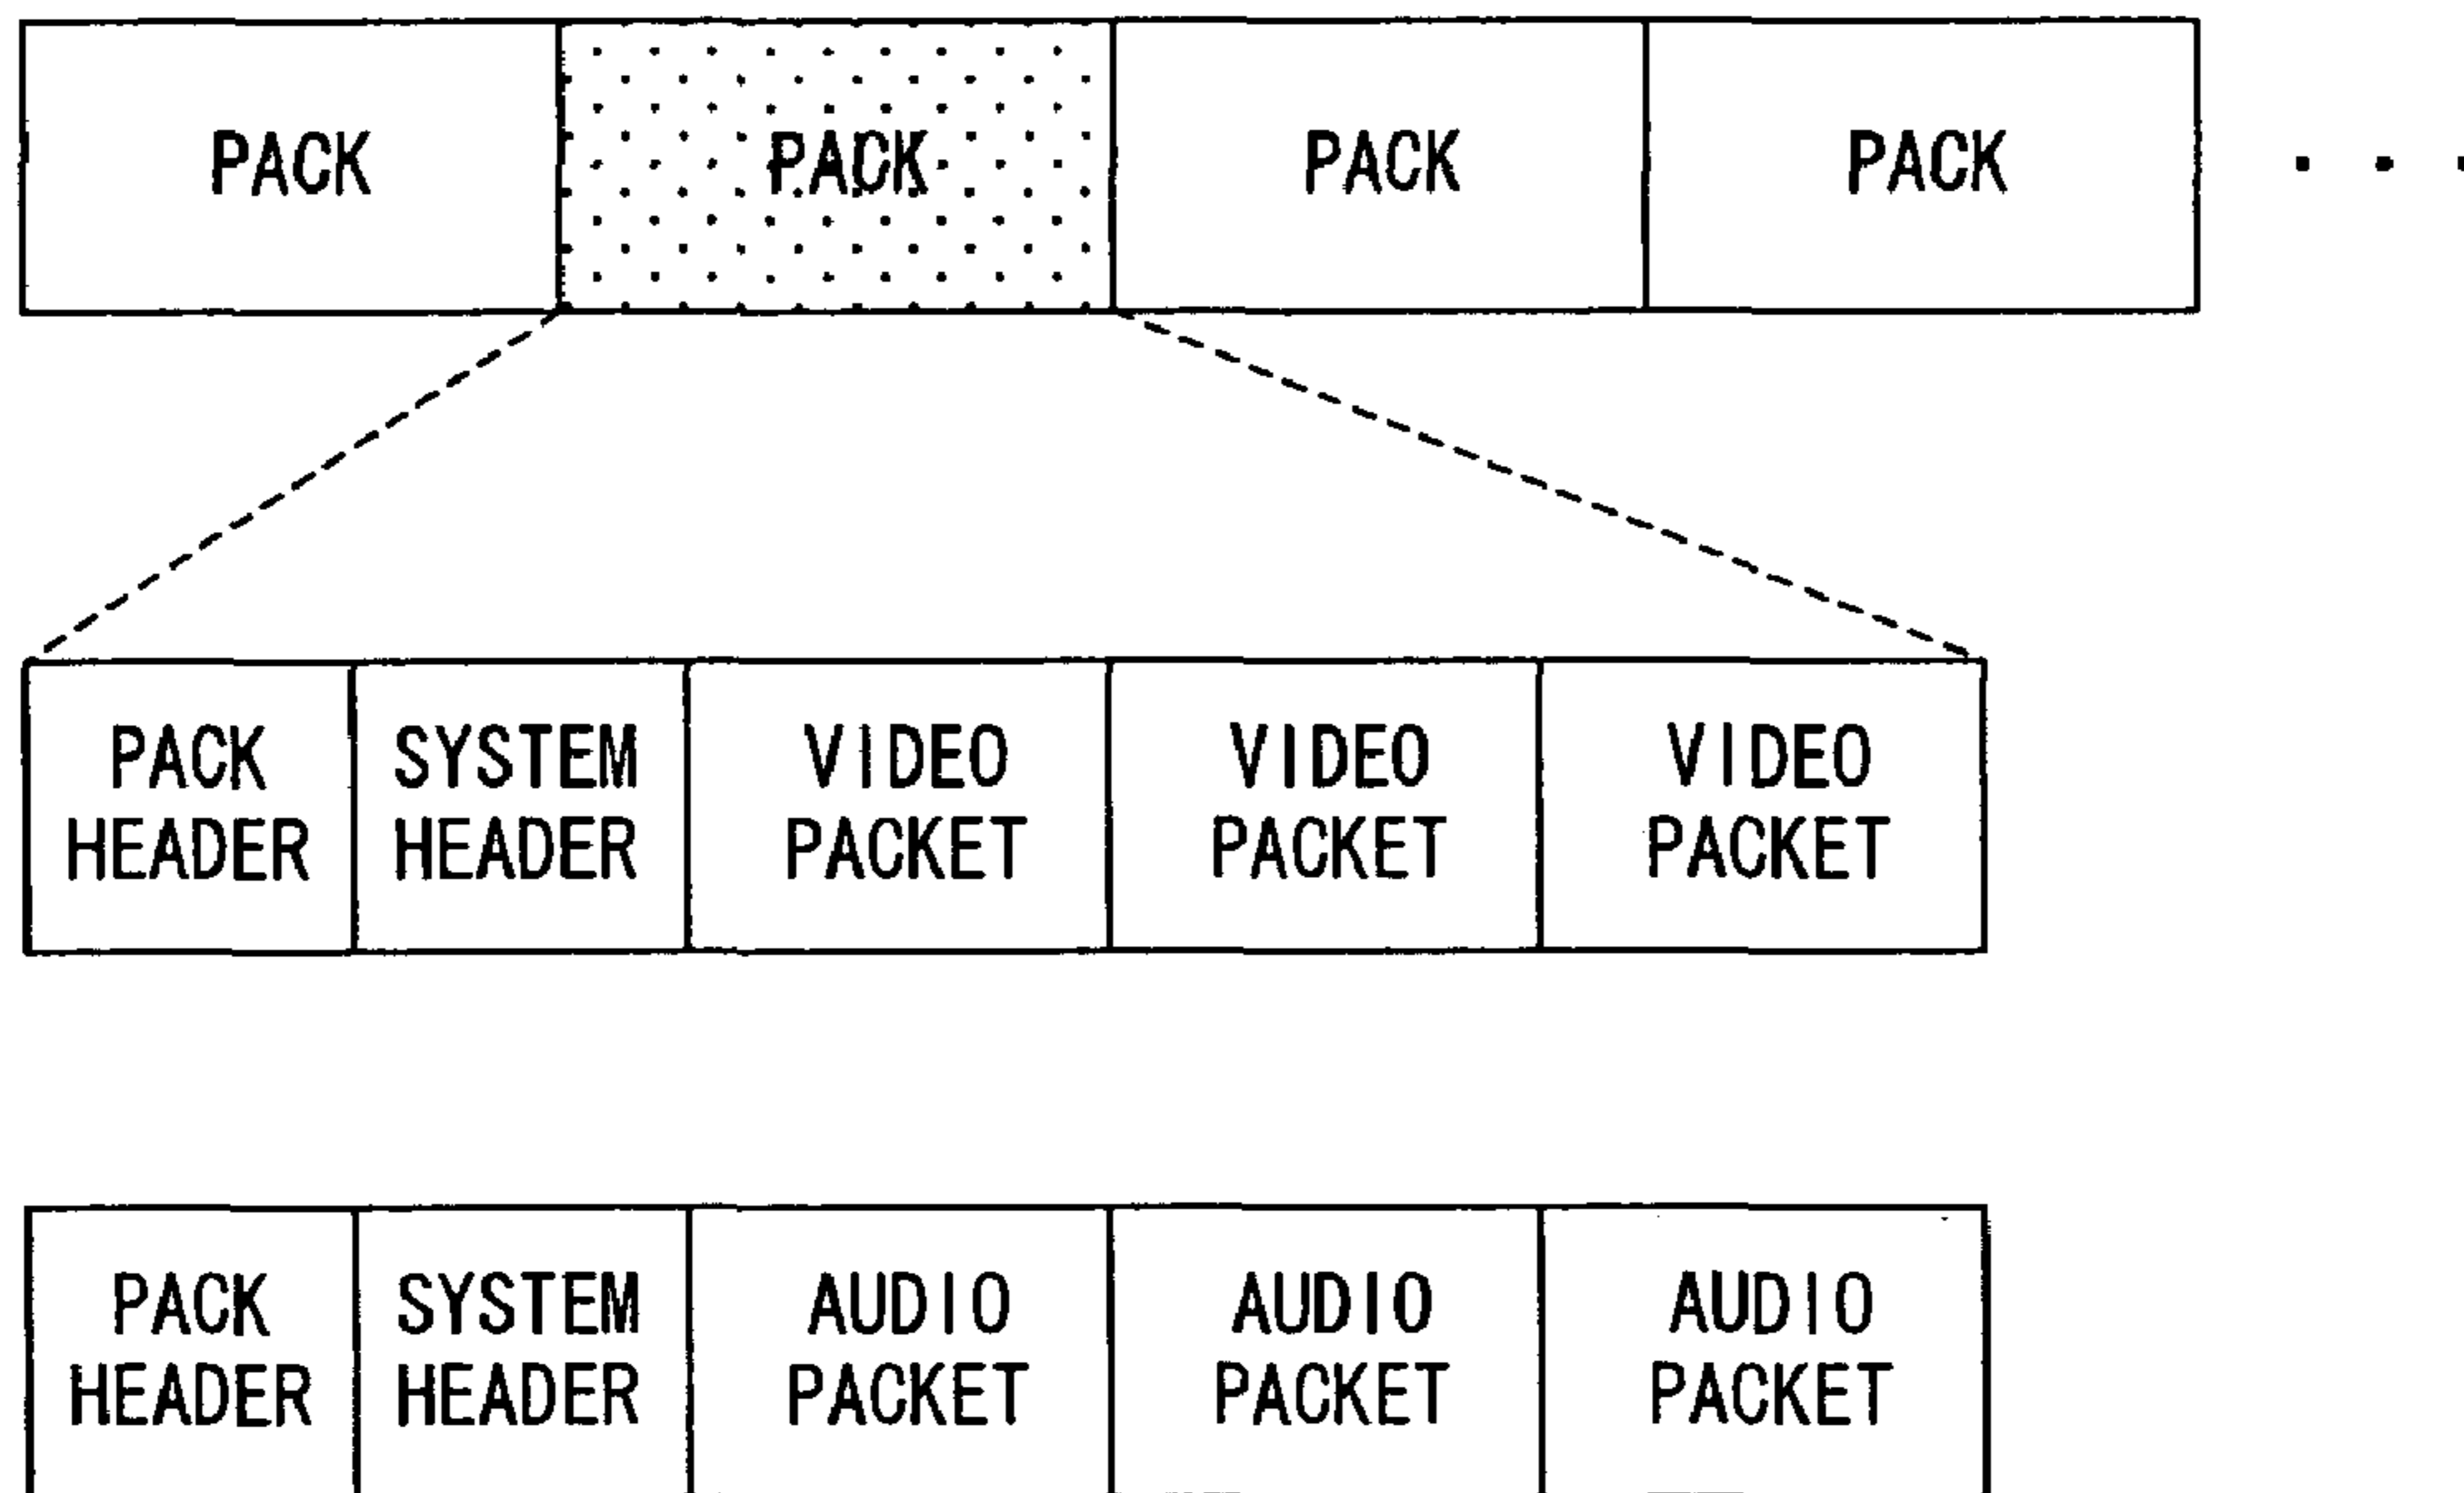 PACK PACK PACK PACK . . .
PACK SYSTEM VIDEO VIDEO VIDEO
HEADER HEADER PACKET PACKET PACKET
PACK SYSTEM AUDIO AUDIO AUDIO
HEADER HEADER PACKET PACKET PACKET